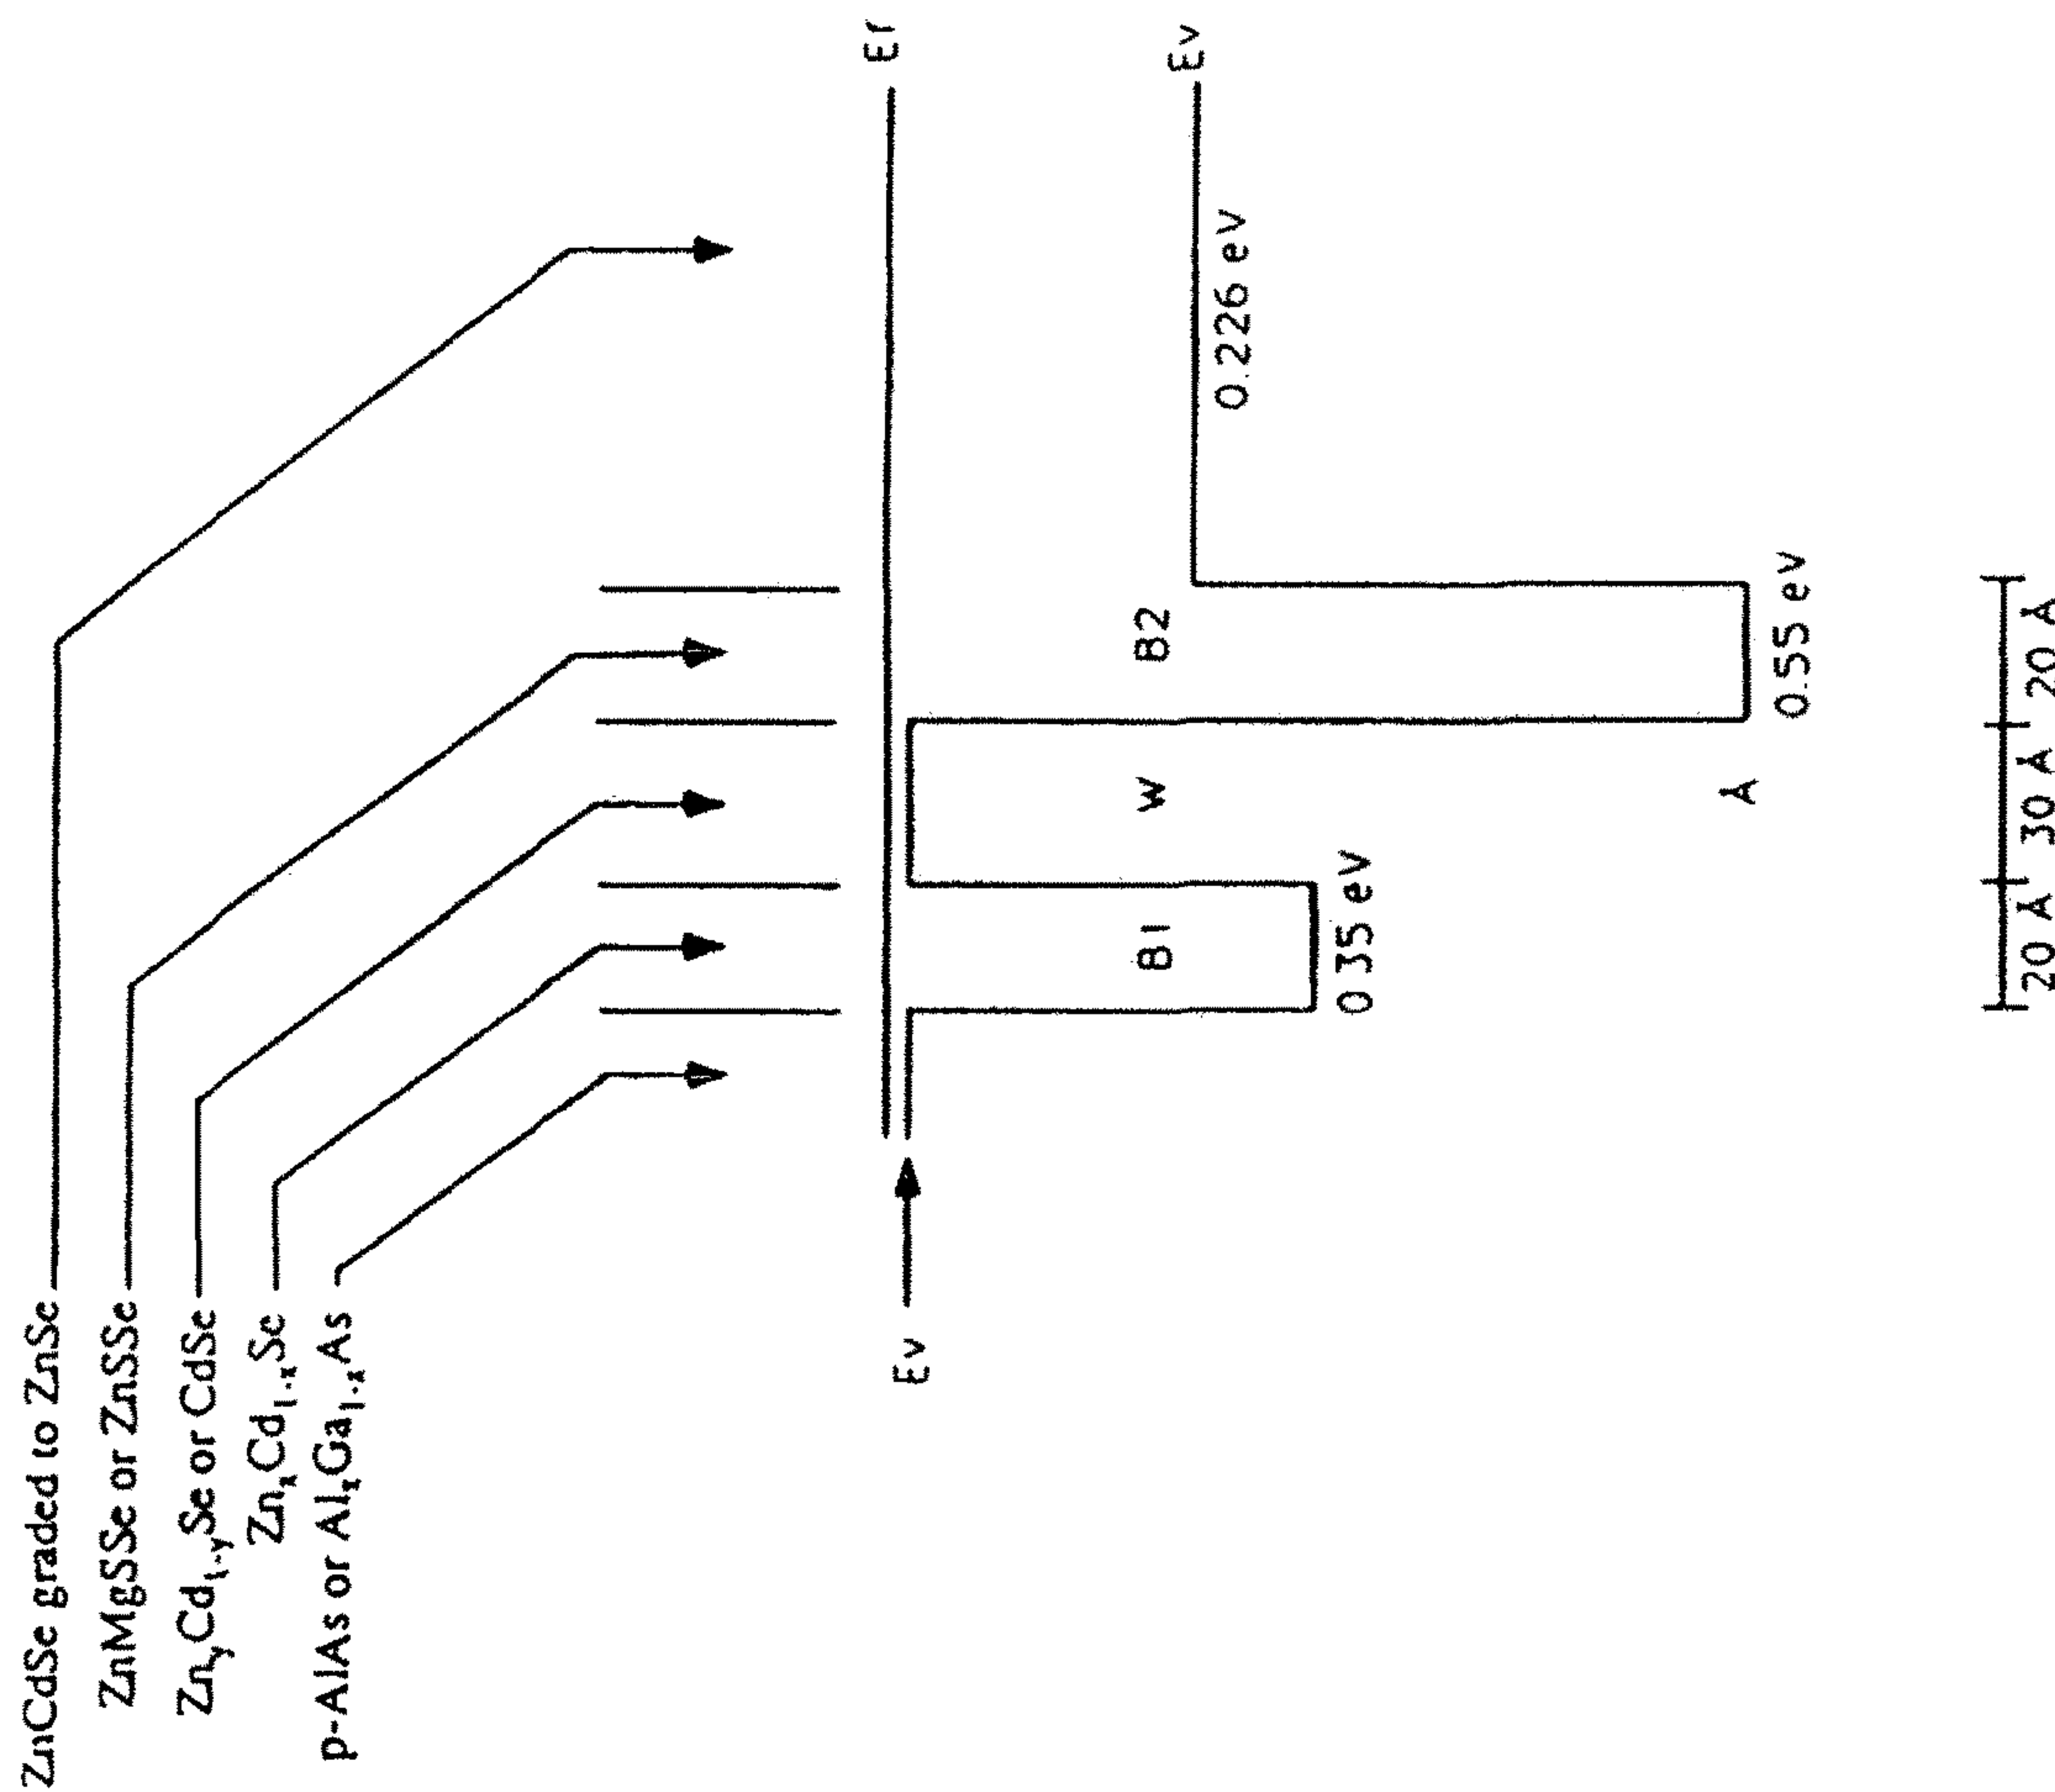 ZnCdSe graded to ZnSe
ZnMgSSe or ZnSSe
ZnyCd1-ySe or CdSe
ZnxCd1-xSe
p-AlAs or AlxGa1-xAs
Ef
Ev
Ev
B1
W
B2
0.226 eV
0.35 eV
A
0.55 eV
20 Å
30 Å
20 Å